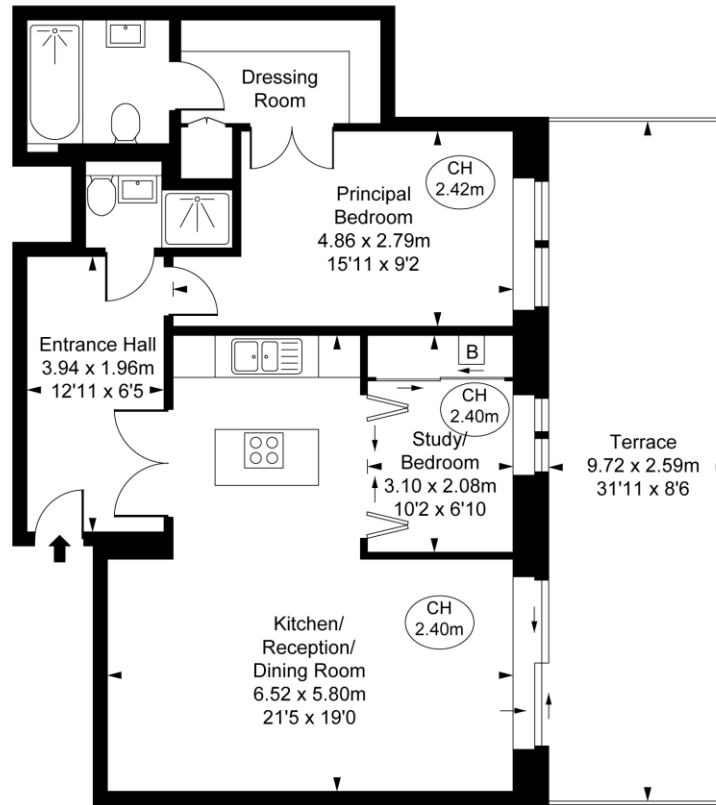 Dressing
Room
CH
2.42m
Principal
Bedroom
4.86 x 2.79m
15'11 x 9'2
Entrance Hall
3.94 x 1.96m
12'11 x 6'5
B
CH
2.40m
Study/
Bedroom
3.10 x 2.08m
10'2 x 6'10
Terrace
9.72 x 2.59m
31'11 x 8'6
CH
2.40m
Kitchen/
Reception/
Dining Room
6.52 x 5.80m
21'5 x 19'0